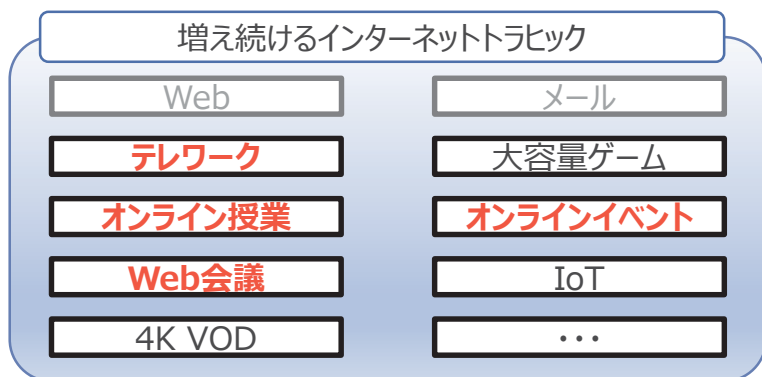 増え続けるインターネットトラヒック
Web
メール
テレワーク
大容量ゲーム
オンライン授業
オンラインイベント
Web会議
IoT
4K VOD
・・・